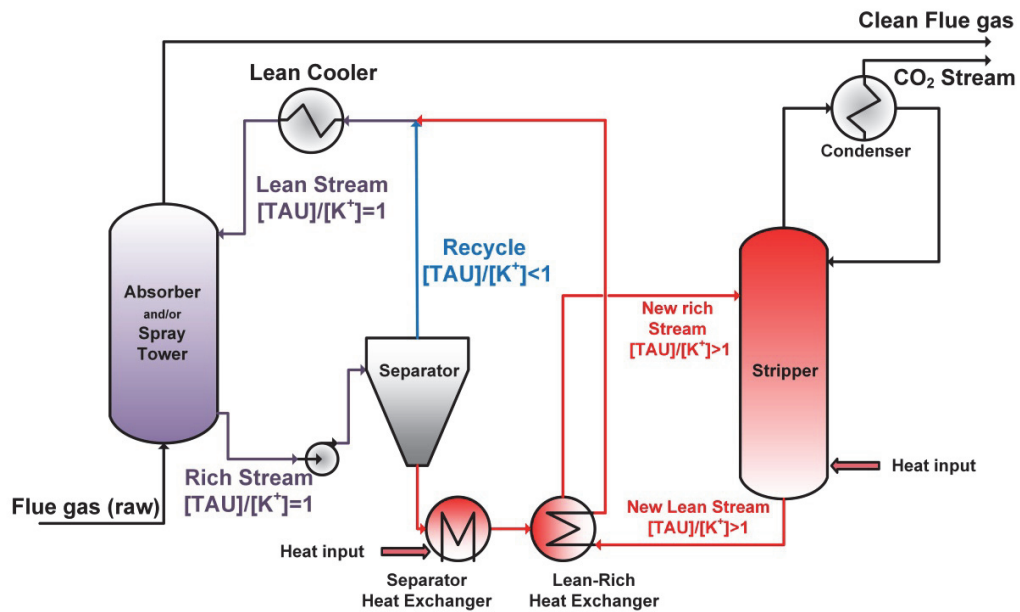 Clean Flue gas
CO₂ Stream
Lean Cooler
Condenser
Lean Stream
[TAU]/[K⁺]=1
Recycle
[TAU]/[K⁺]<1
Absorber
and/or
Spray
Tower
Separator
New rich
Stream
[TAU]/[K⁺]>1
Stripper
Rich Stream
[TAU]/[K⁺]=1
Flue gas (raw)
Heat input
New Lean Stream
[TAU]/[K⁺]>1
Heat input
Separator
Heat Exchanger
Lean-Rich
Heat Exchanger